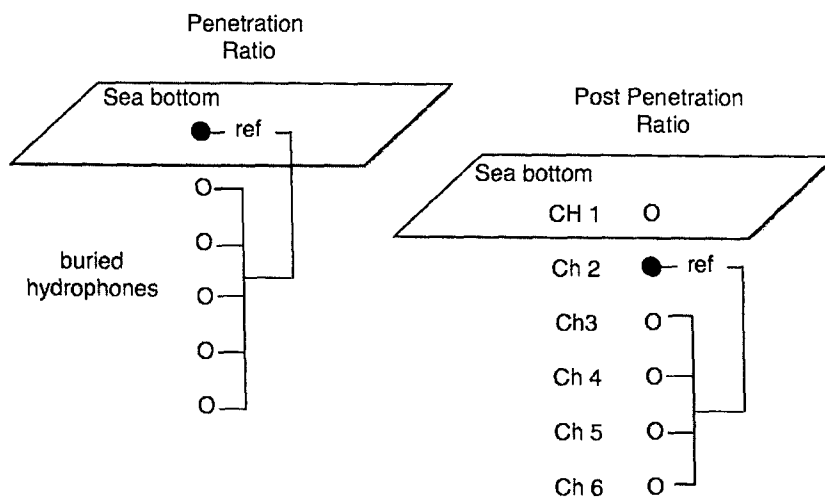 Penetration
Ratio
Sea bottom
ref
O
O
buried
hydrophones
O
O
O
Post Penetration
Ratio
Sea bottom
CH 1 O
Ch 2 ref
Ch3 O
Ch 4 O
Ch 5 O
Ch 6 O